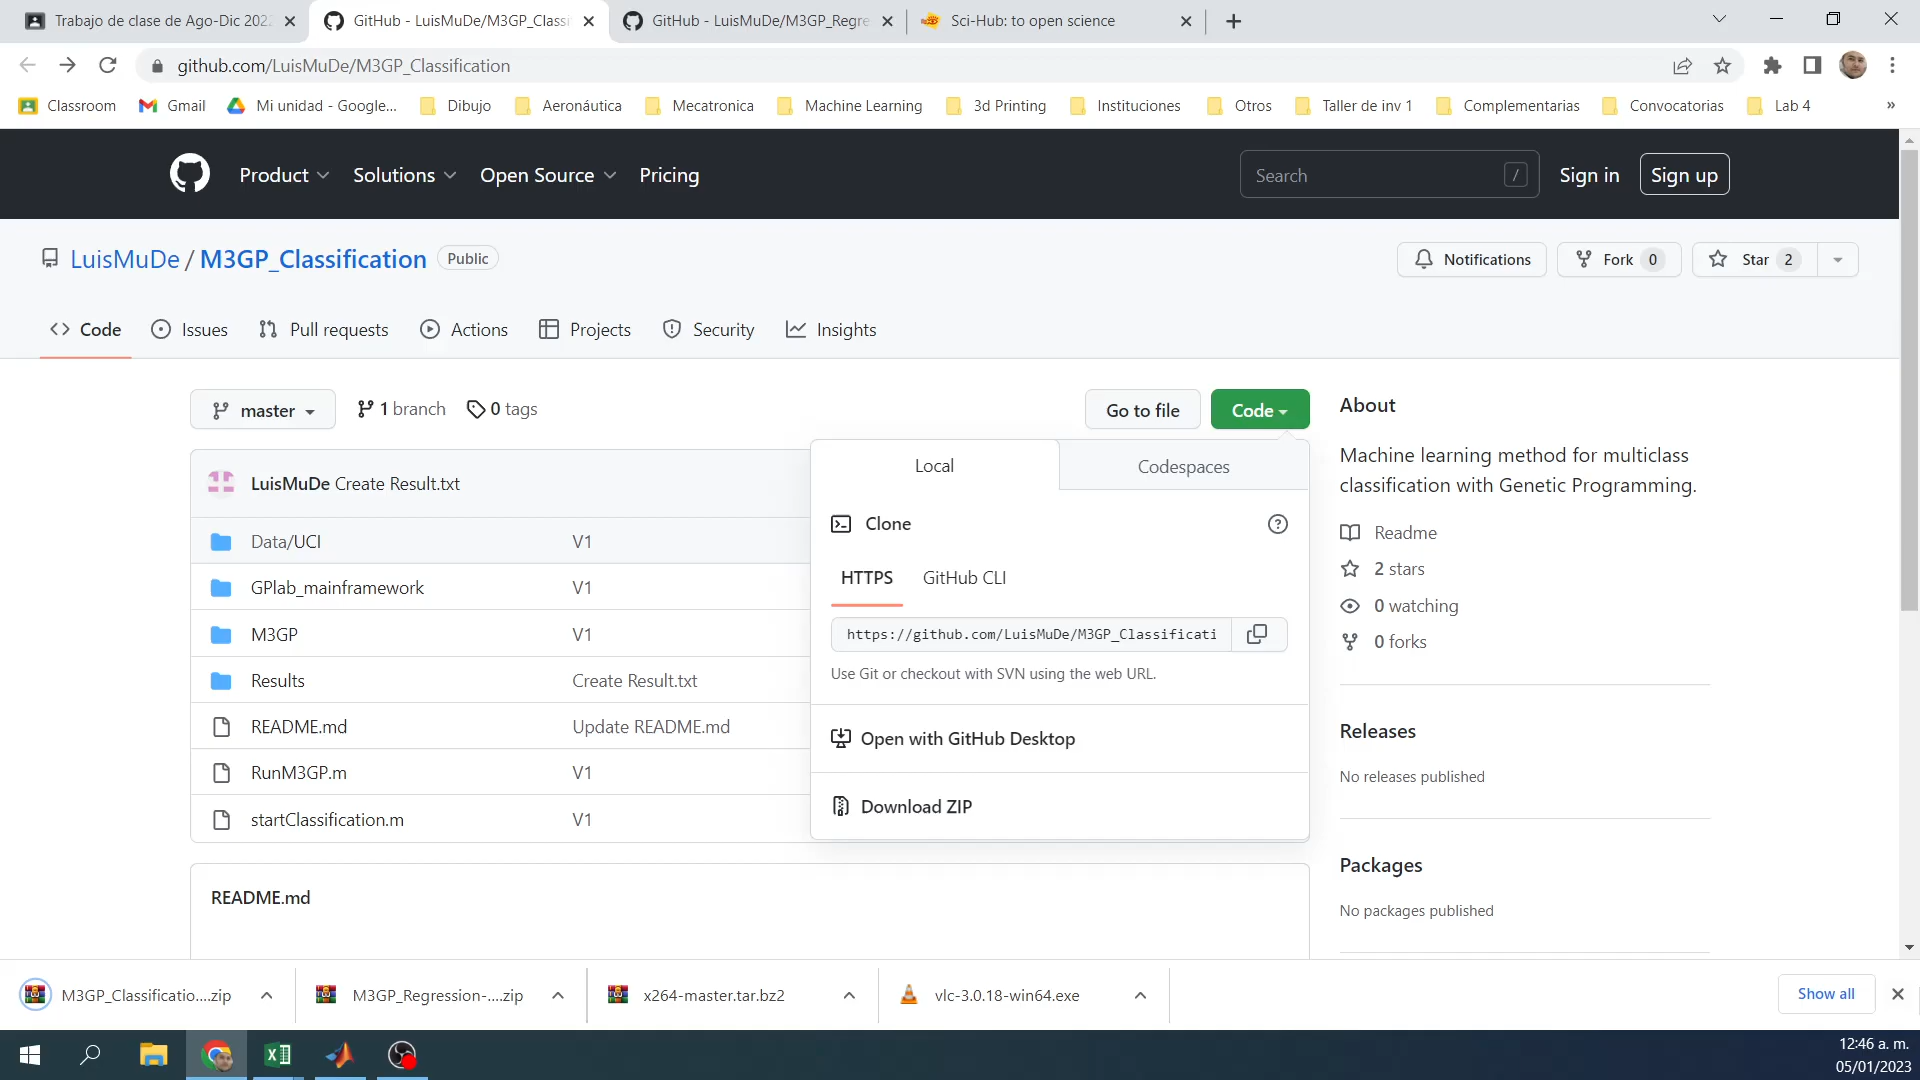 Trabajo de clase de Ago-Dic 2022
GitHub - LuisMuDe/M3GP_Classi
GitHub - LuisMuDe/M3GP_Regre
Sci-Hub: to open science
github.com/LuisMuDe/M3GP_Classification
Classroom
Gmail
Mi unidad - Google...
Dibujo
Aeronáutica
Mecatronica
Machine Learning
3d Printing
Instituciones
Otros
Taller de inv 1
Complementarias
Convocatorias
Lab 4
»
Product
Solutions
Open Source
Pricing
Search
/
Sign in
Sign up
LuisMuDe / M3GP_Classification
Public
Notifications
Fork 0
Star 2
Code
Issues
Pull requests
Actions
Projects
Security
Insights
master
1 branch
0 tags
Go to file
Code
LuisMuDe Create Result.txt
Data/UCI V1
GPlab_mainframework V1
M3GP V1
Results Create Result.txt
README.md Update README.md
RunM3GP.m V1
startClassification.m V1
README.md
Local
Codespaces
Clone
HTTPS
GitHub CLI
https://github.com/LuisMuDe/M3GP_Classificati
Use Git or checkout with SVN using the web URL.
Open with GitHub Desktop
Download ZIP
About
Machine learning method for multiclass
classification with Genetic Programming.
Readme
2 stars
0 watching
0 forks
Releases
No releases published
Packages
No packages published
M3GP_Classificatio....zip
M3GP_Regression-....zip
x264-master.tar.bz2
vlc-3.0.18-win64.exe
Show all
12:46 a. m.
05/01/2023